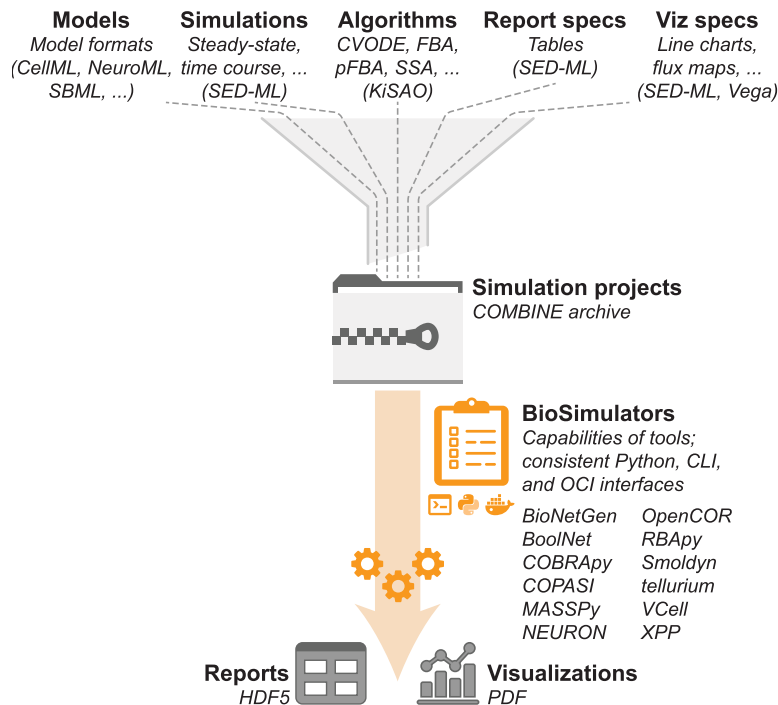 Models
Model formats
(CellML, NeuroML,
SBML, ...)
Simulations
Steady-state,
time course, ...
(SED-ML)
Algorithms
CVODE, FBA,
pFBA, SSA, ...
(KiSAO)
Report specs
Tables
(SED-ML)
Viz specs
Line charts,
flux maps, ...
(SED-ML, Vega)
Simulation projects
COMBINE archive
BioSimulators
Capabilities of tools;
consistent Python, CLI,
and OCI interfaces
BioNetGen
BoolNet
COBRApy
COPASI
MASSPy
NEURON
OpenCOR
RBApy
Smoldyn
tellurium
VCell
XPP
Reports
HDF5
Visualizations
PDF